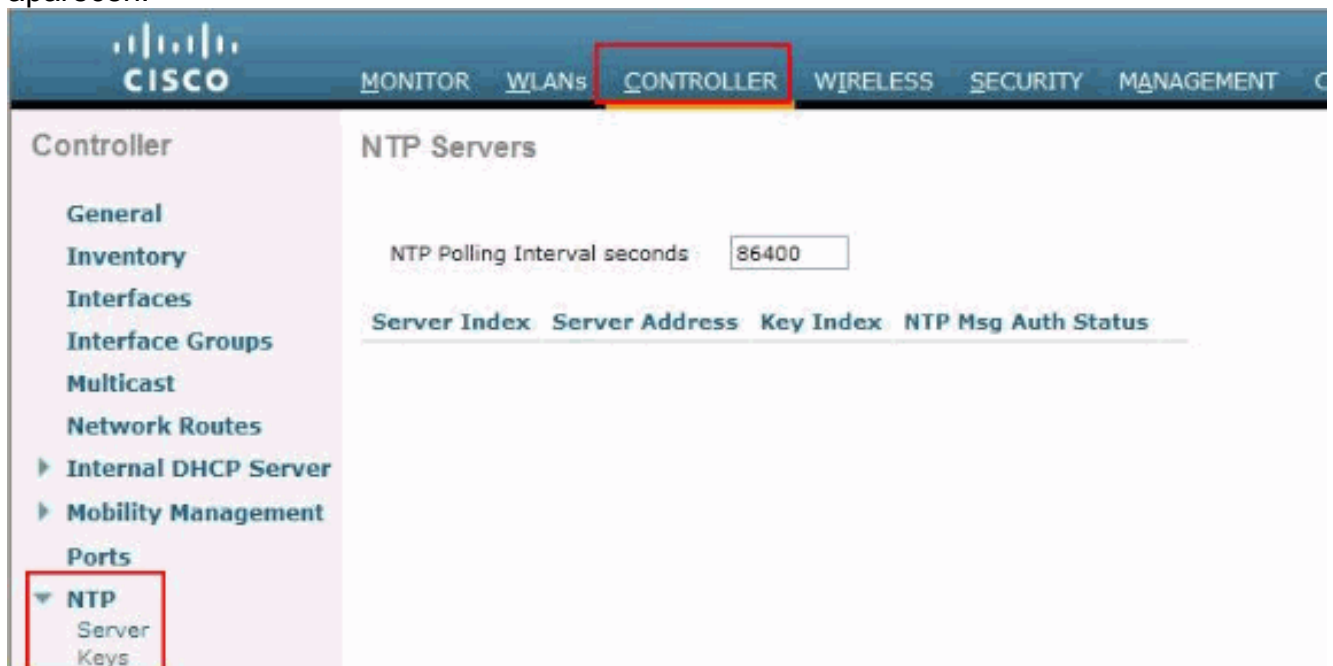 aparecen:
CISCO
MONITOR WLANs CONTROLLER WIRELESS SECURITY MANAGEMENT C
Controller
NTP Servers
General
Inventory
Interfaces
Interface Groups
Multicast
Network Routes
Internal DHCP Server
Mobility Management
Ports
NTP
Server
Keys
NTP Polling Interval seconds 86400
Server Index Server Address Key Index NTP Msg Auth Status